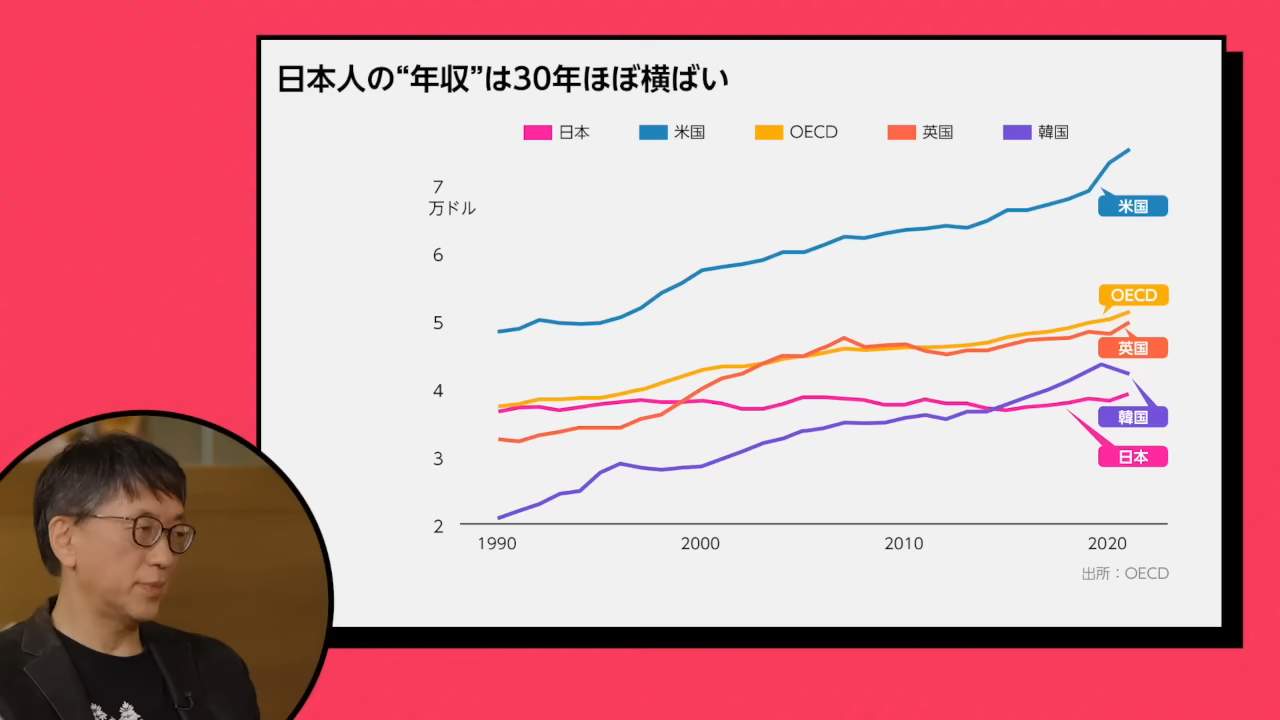 日本人の“年収”は30年ほぼ横ばい
日本 米国 OECD 英国 韓国
7
万ドル
6
5
4
3
2
米国
OECD
英国
韓国
日本
1990 2000 2010 2020
出所：OECD